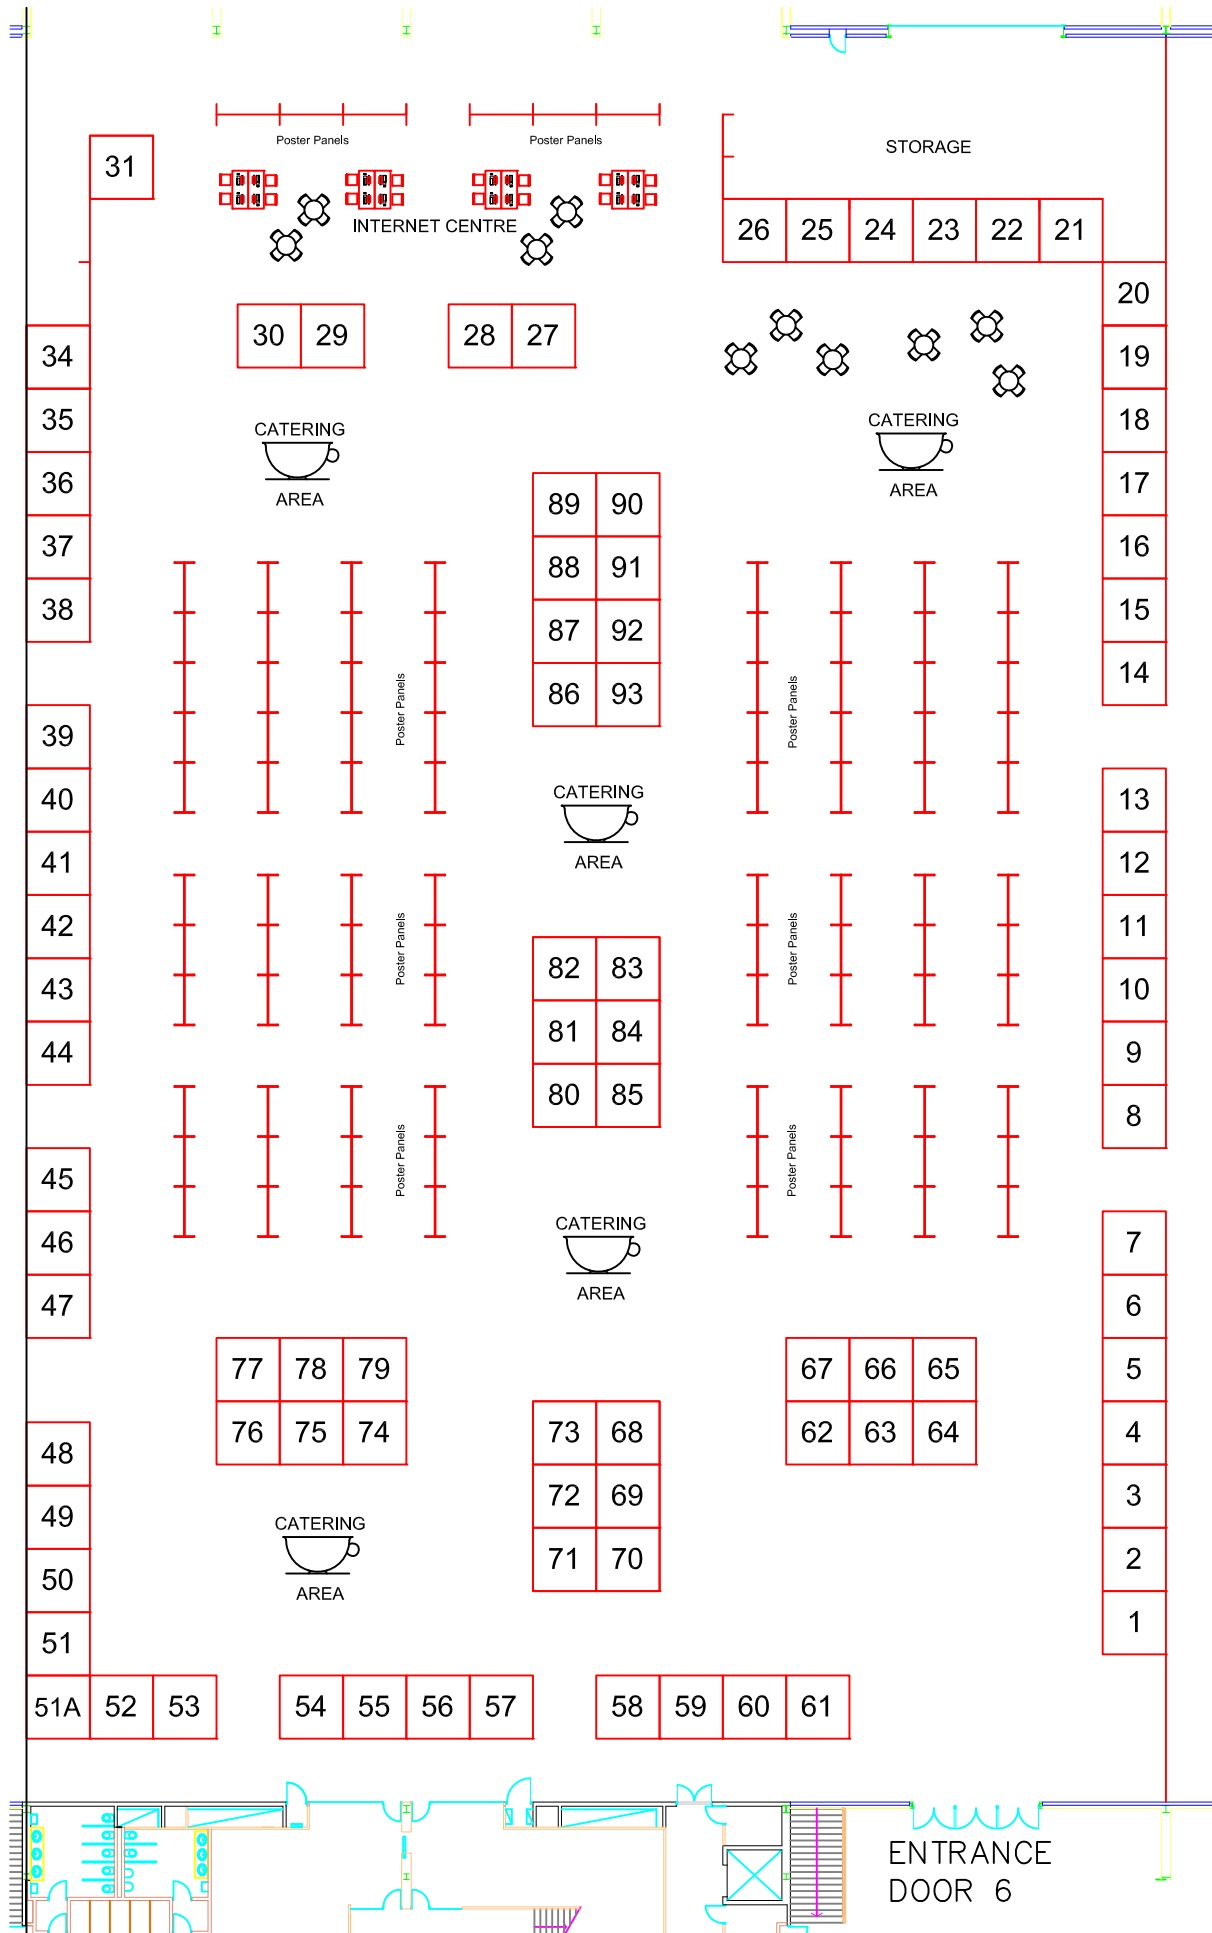 Poster Panels
Poster Panels
STORAGE
31
INTERNET CENTRE
26 25 24 23 22 21
20
30 29 28 27
34
19
35
CATERING
AREA
CATERING
AREA
18
36
17
89 90
37
16
88 91
38
15
87 92
14
86 93
Poster Panels
Poster Panels
39
40
13
CATERING
AREA
41
12
42
11
Poster Panels
Poster Panels
82 83
43
10
81 84
44
9
80 85
8
Poster Panels
Poster Panels
45
46
7
CATERING
AREA
47
6
77 78 79
67 66 65
5
76 75 74
73 68
62 63 64
4
48
72 69
3
49
CATERING
AREA
71 70
2
50
1
51
51A 52 53 54 55 56 57 58 59 60 61
ENTRANCE
DOOR 6